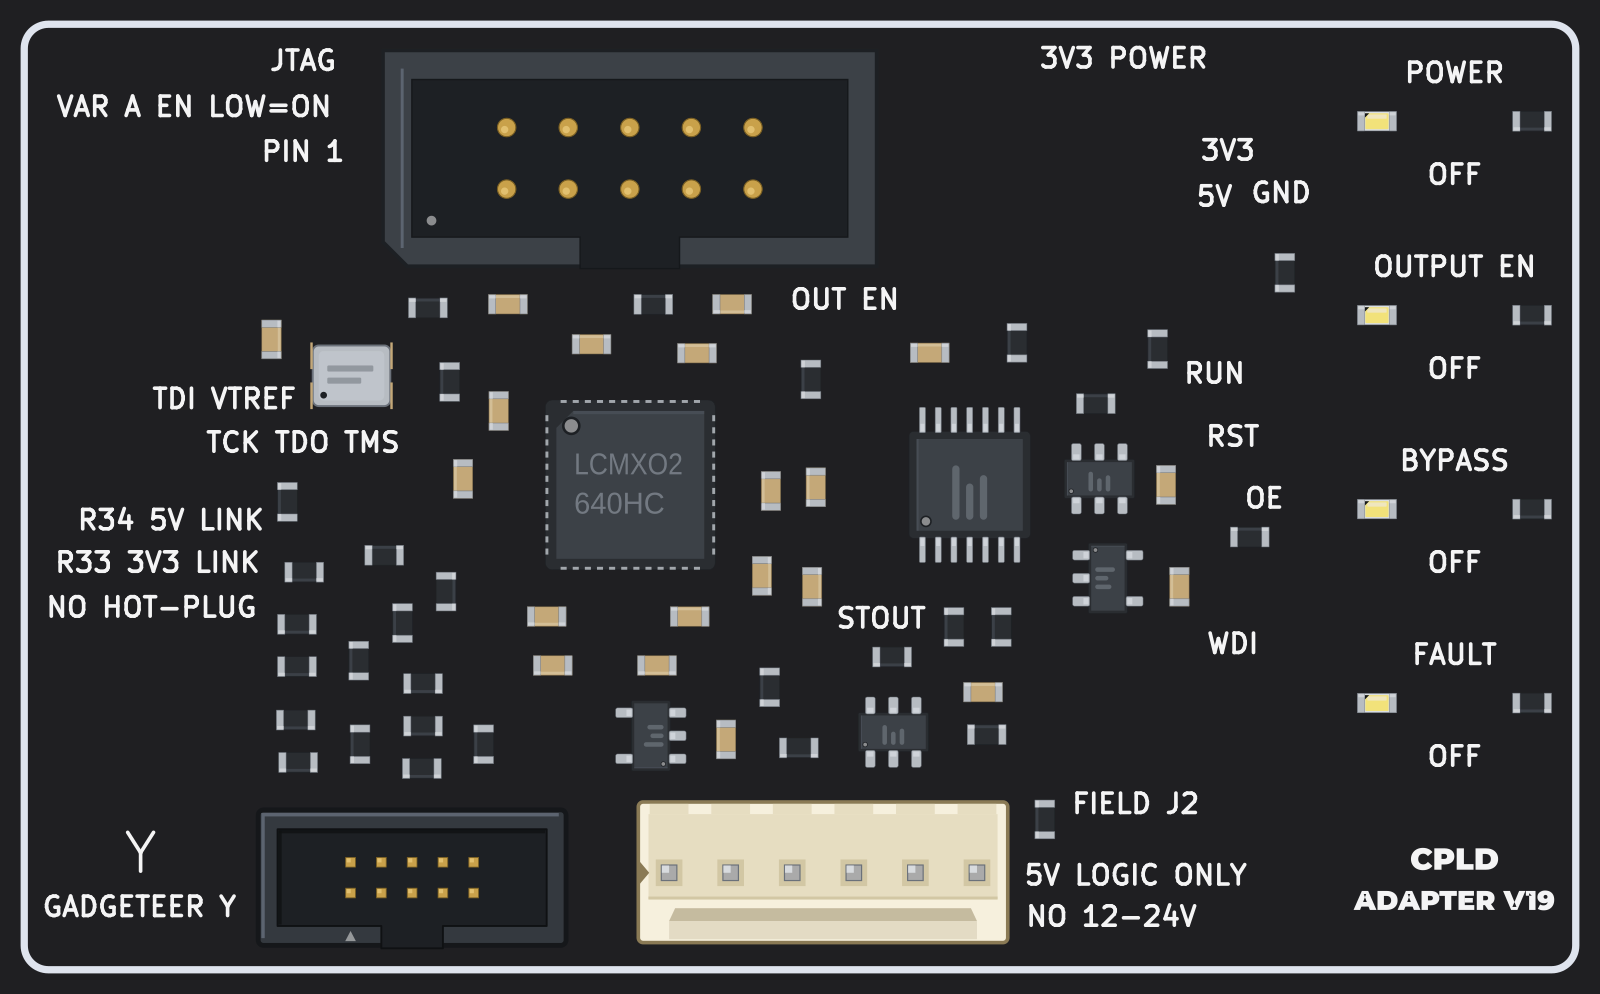 JTAG
VAR A EN LOW=ON
PIN 1
3V3 POWER
POWER
3V3
5V GND
OFF
OUTPUT EN
OUT EN
OFF
RUN
TDI VTREF
TCK TDO TMS
RST
LCMXO2
640HC
BYPASS
OE
R34 5V LINK
R33 3V3 LINK
NO HOT-PLUG
OFF
STOUT
WDI
FAULT
OFF
FIELD J2
5V LOGIC ONLY
NO 12-24V
Y
GADGETEER Y
CPLD
ADAPTER V19